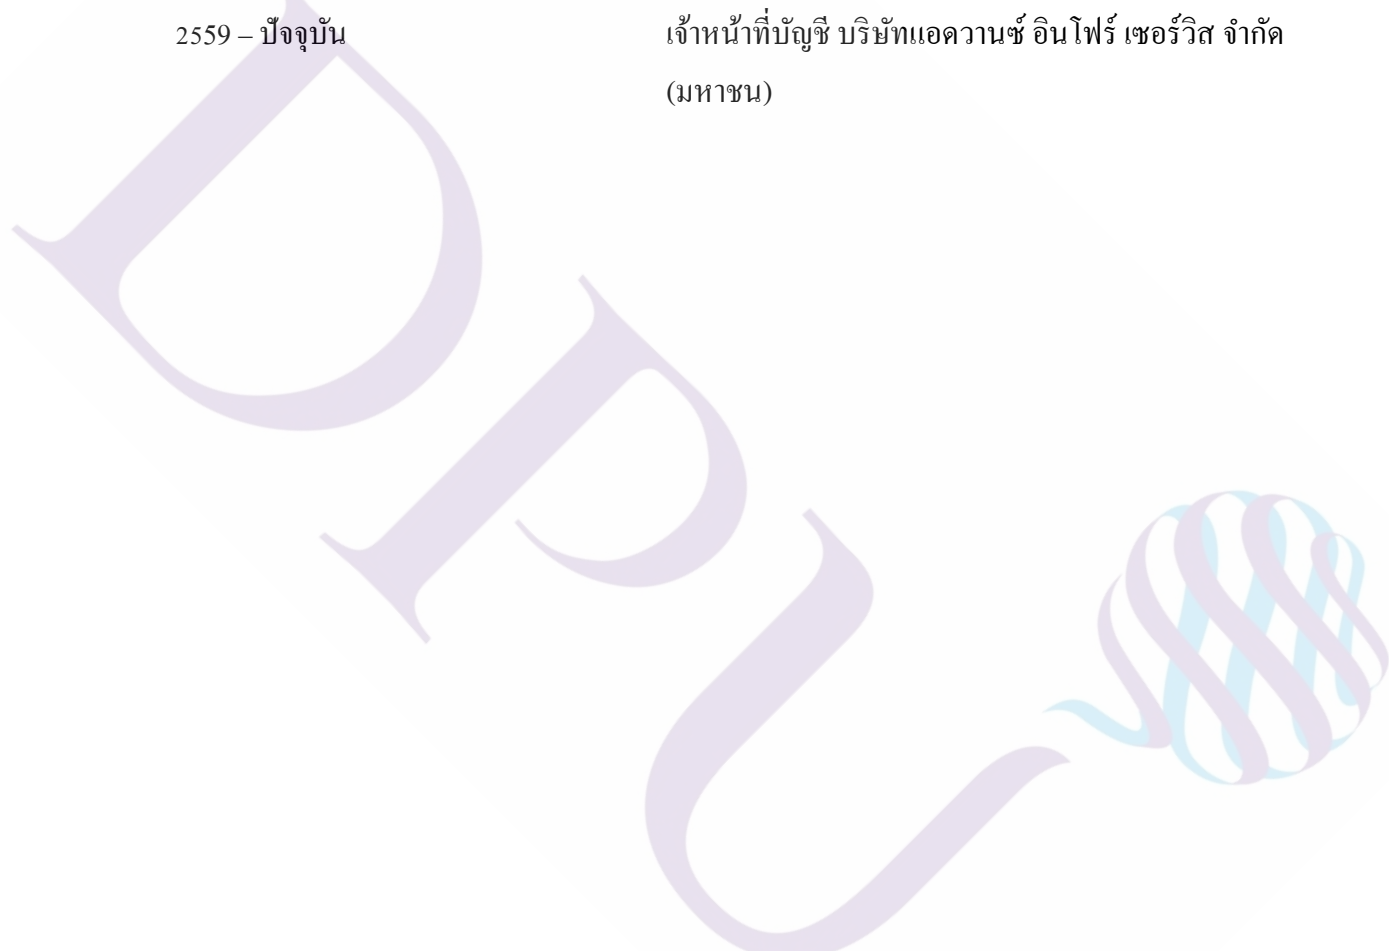 2559 – ปัจจุบัน เจ้าหน้าที่บัญชี บริษัทแอดวานซ์ อินโฟร์ เซอร์วิส จำกัด
(มหาชน)
DPU